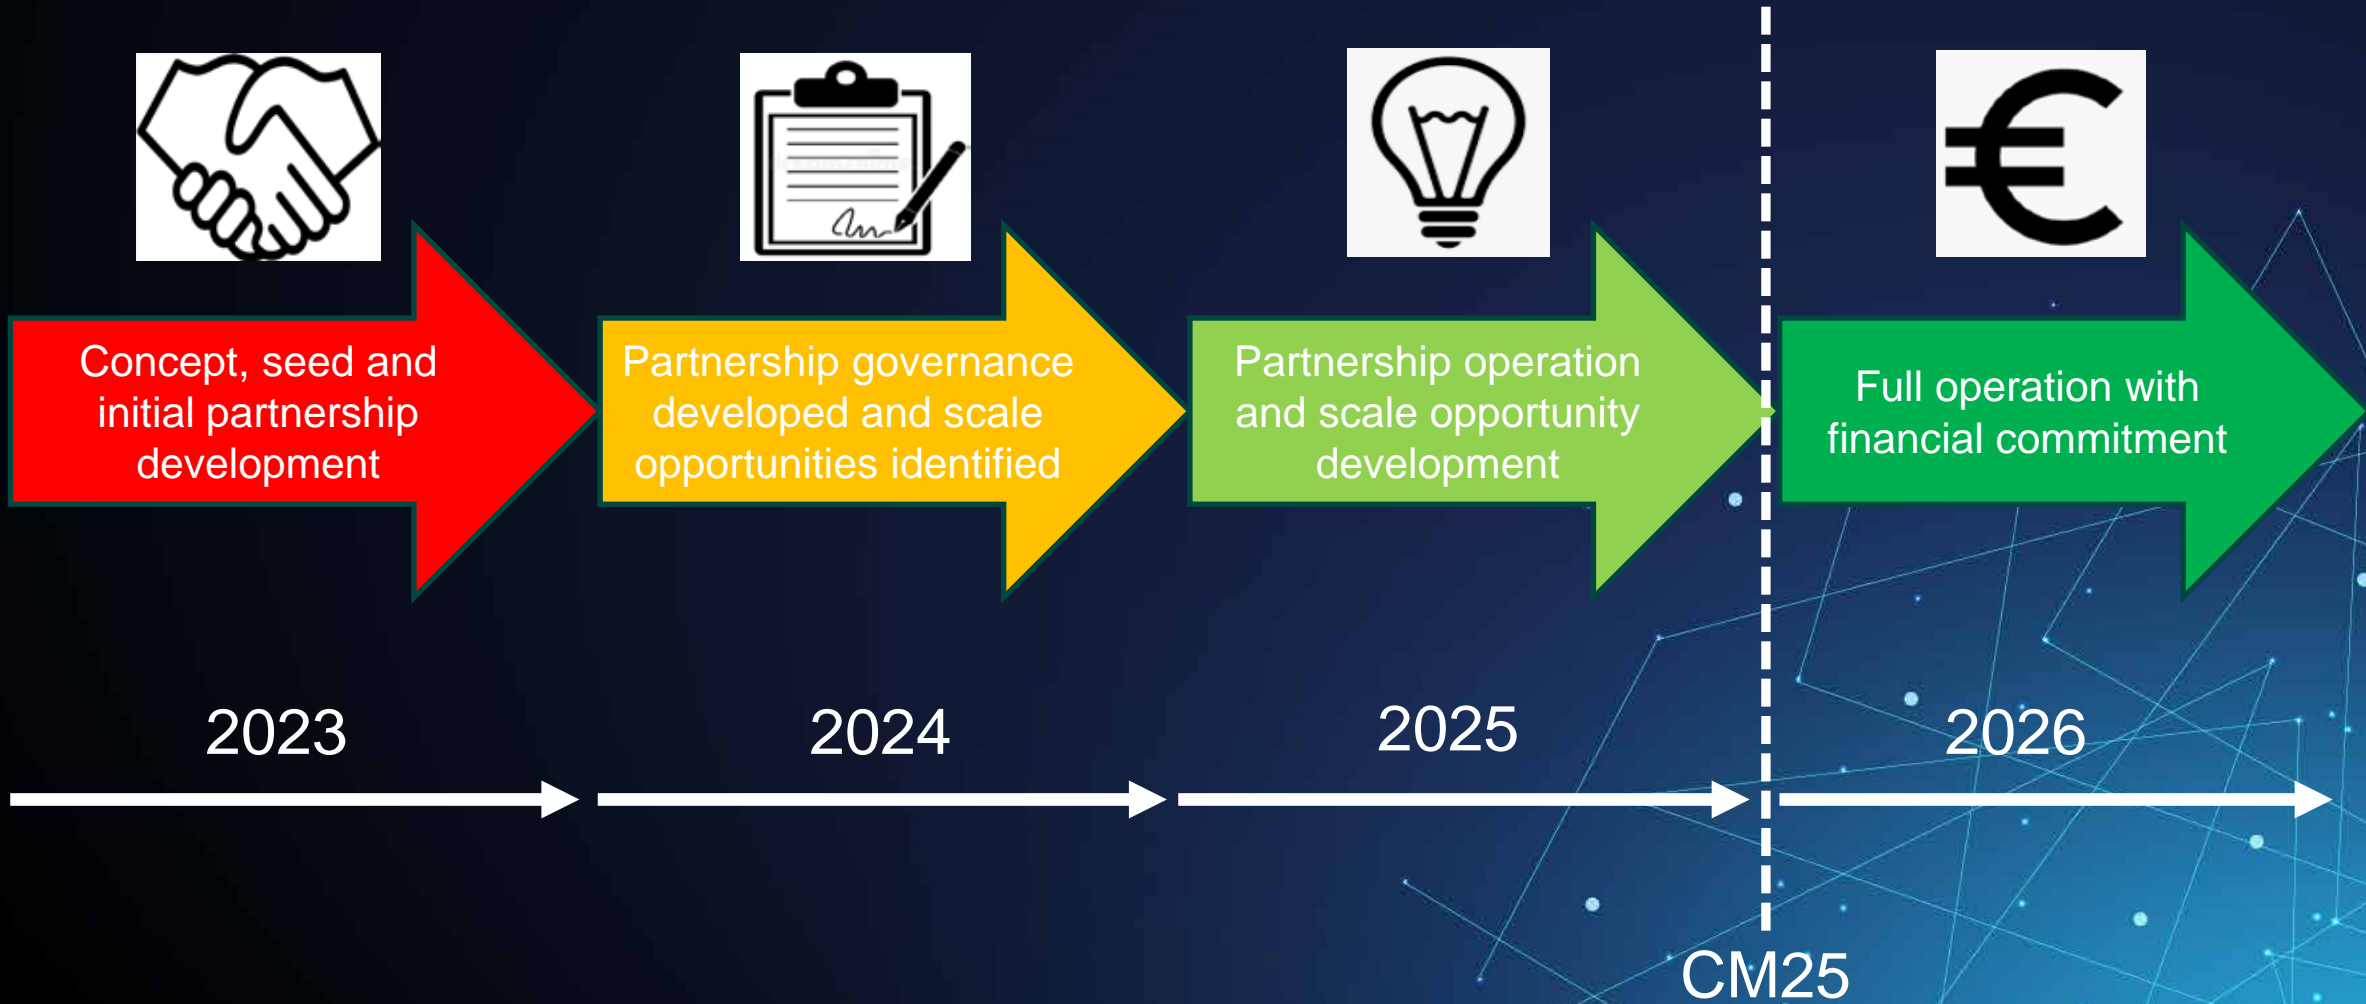 Concept, seed and
initial partnership
development
Partnership governance
developed and scale
opportunities identified
Partnership operation
and scale opportunity
development
Full operation with
financial commitment
2023
2024
2025
2026
CM25